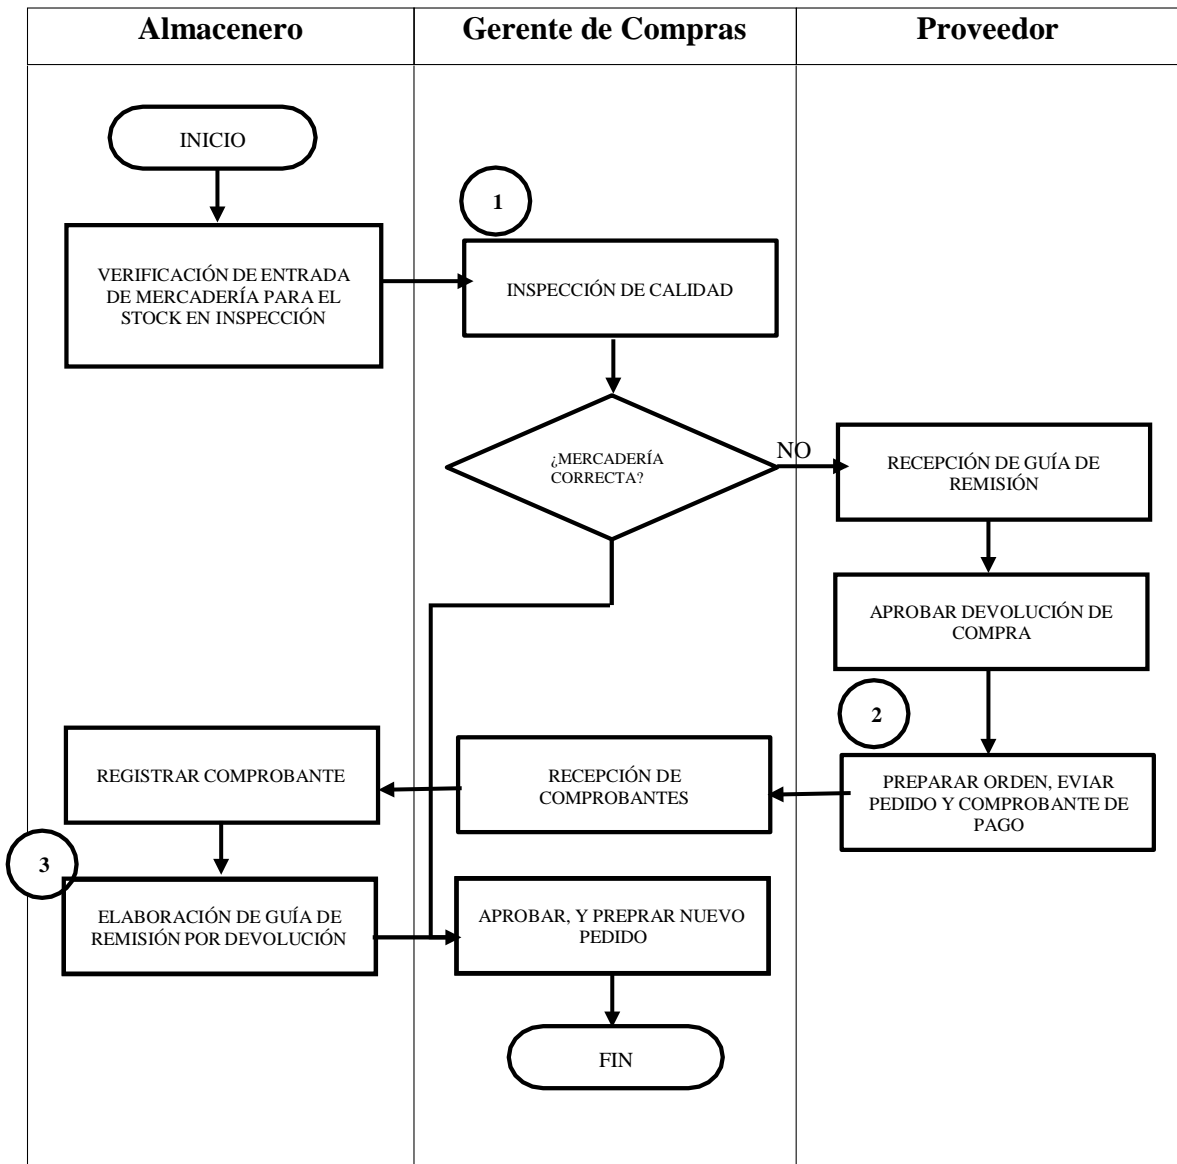 Almacenero
Gerente de Compras
Proveedor
INICIO
1
VERIFICACIÓN DE ENTRADA
DE MERCADERÍA PARA EL
STOCK EN INSPECCIÓN
INSPECCIÓN DE CALIDAD
¿MERCADERÍA
CORRECTA?
NO
RECEPCIÓN DE GUÍA DE
REMISIÓN
APROBAR DEVOLUCIÓN DE
COMPRA
2
PREPARAR ORDEN, EVIAR
PEDIDO Y COMPROBANTE DE
PAGO
RECEPCIÓN DE
COMPROBANTES
REGISTRAR COMPROBANTE
3
ELABORACIÓN DE GUÍA DE
REMISIÓN POR DEVOLUCIÓN
APROBAR, Y PREPRAR NUEVO
PEDIDO
FIN